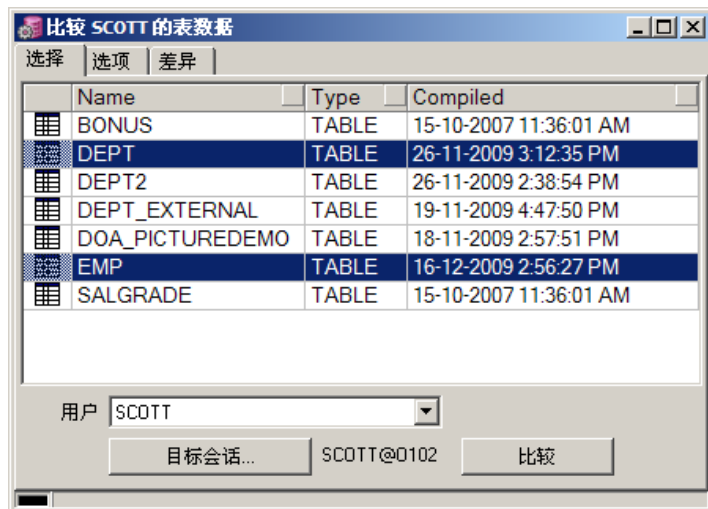 比较 SCOTT 的表数据
选择 选项 差异
Name Type Compiled
BONUS TABLE 15-10-2007 11:36:01 AM
DEPT TABLE 26-11-2009 3:12:35 PM
DEPT2 TABLE 26-11-2009 2:38:54 PM
DEPT_EXTERNAL TABLE 19-11-2009 4:47:50 PM
DOA_PICTUREDEMO TABLE 18-11-2009 2:57:51 PM
EMP TABLE 16-12-2009 2:56:27 PM
SALGRADE TABLE 15-10-2007 11:36:01 AM
用户 SCOTT
目标会话... SCOTT@O102 比较